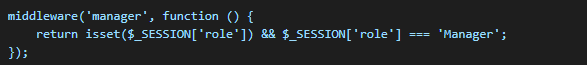 middleware('manager', function () {
    return isset($_SESSION['role']) && $_SESSION['role'] === 'Manager';
});